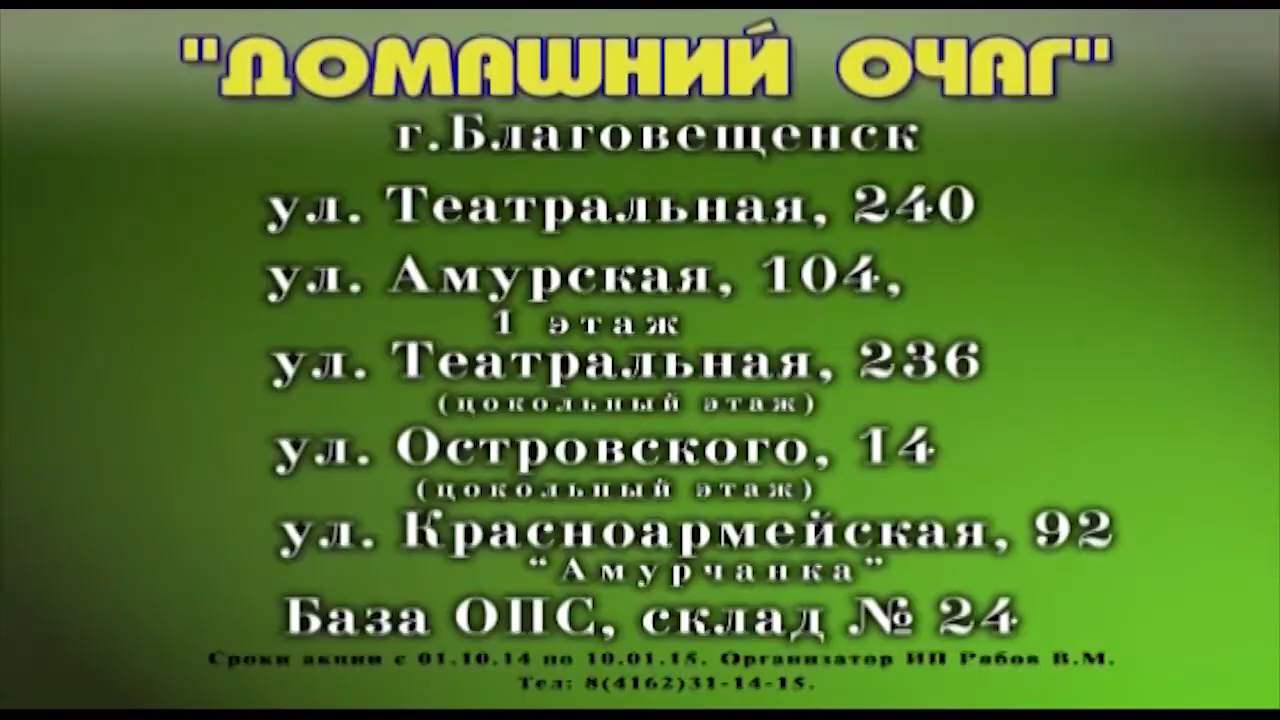 "ДОМАШНИЙ ОЧАГ"
г.Благовещенск
ул. Театральная, 240
ул. Амурская, 104,
1 этаж
ул. Театральная, 236
(цокольный этаж)
ул. Островского, 14
(цокольный этаж)
ул. Красноармейская, 92
“Амурчанка”
База ОПС, склад № 24
Сроки акции с 01.10.14 по 10.01.15. Организатор ИП Рябов В.М.
Тел: 8(4162)31-14-15.